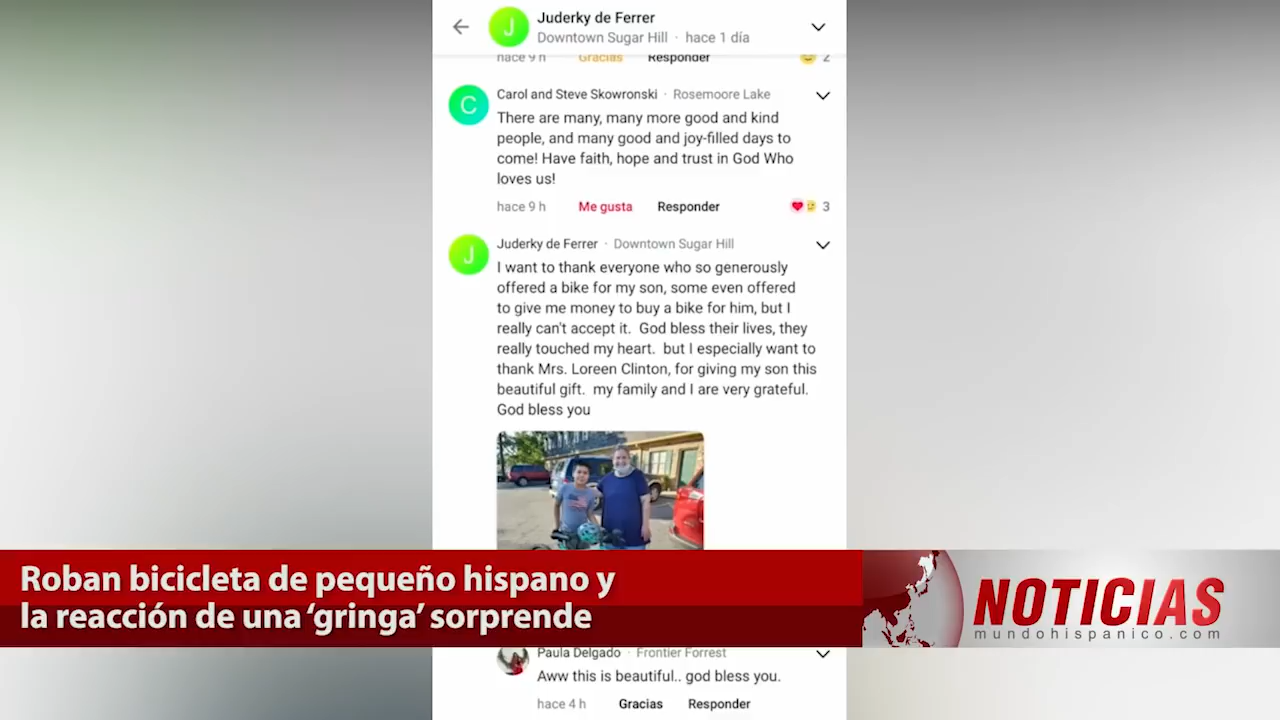 J
Juderky de Ferrer
Downtown Sugar Hill · hace 1 día
hace 9 h Gracias Responder 2
C
Carol and Steve Skowronski · Rosemoore Lake
There are many, many more good and kind
people, and many good and joy-filled days to
come! Have faith, hope and trust in God Who
loves us!
hace 9 h Me gusta Responder 3
J
Juderky de Ferrer · Downtown Sugar Hill
I want to thank everyone who so generously
offered a bike for my son, some even offered
to give me money to buy a bike for him, but I
really can't accept it. God bless their lives, they
really touched my heart. but I especially want to
thank Mrs. Loreen Clinton, for giving my son this
beautiful gift. my family and I are very grateful.
God bless you
Roban bicicleta de pequeño hispano y
la reacción de una ‘gringa’ sorprende
NOTICIAS
mundohispanico.com
Paula Delgado · Frontier Forrest
Aww this is beautiful.. god bless you.
hace 4 h Gracias Responder